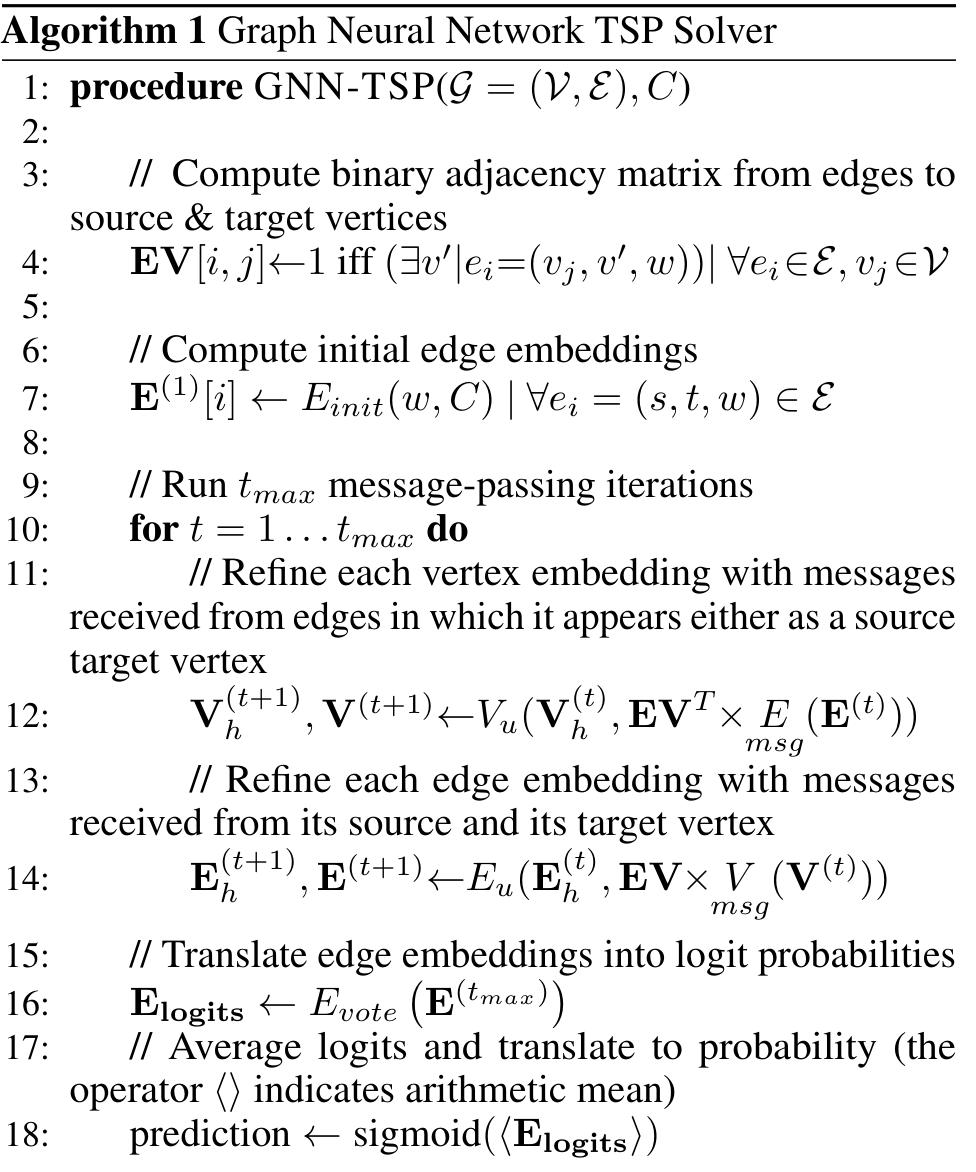 Algorithm 1 Graph Neural Network TSP Solver
1: procedure GNN-TSP(𝒢 = (𝒱, ℰ), C)
2:
3: // Compute binary adjacency matrix from edges to
source & target vertices
4: EV[i, j]←1 iff (∃v′|e_i=(v_j, v′, w))| ∀e_i∈ℰ, v_j∈𝒱
5:
6: // Compute initial edge embeddings
7: E^(1)[i] ← E_init(w, C) | ∀e_i = (s, t, w) ∈ ℰ
8:
9: // Run t_max message-passing iterations
10: for t = 1 … t_max do
11: // Refine each vertex embedding with messages
received from edges in which it appears either as a source
target vertex
12: V_h^(t+1), V^(t+1)←V_u(V_h^(t), EV^T×E_msg(E^(t)))
13: // Refine each edge embedding with messages
received from its source and its target vertex
14: E_h^(t+1), E^(t+1)←E_u(E_h^(t), EV×V_msg(V^(t)))
15: // Translate edge embeddings into logit probabilities
16: E_logits ← E_vote (E^(t_max))
17: // Average logits and translate to probability (the
operator ⟨⟩ indicates arithmetic mean)
18: prediction ← sigmoid(⟨E_logits⟩)